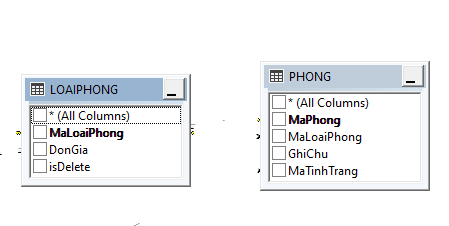 LOAIPHONG
* (All Columns)
MaLoaiPhong
DonGia
isDelete
PHONG
* (All Columns)
MaPhong
MaLoaiPhong
GhiChu
MaTinhTrang